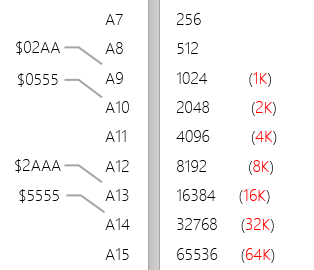 A7 256
$02AA A8 512
$0555 A9 1024 (1K)
A10 2048 (2K)
A11 4096 (4K)
$2AAA A12 8192 (8K)
$5555 A13 16384 (16K)
A14 32768 (32K)
A15 65536 (64K)